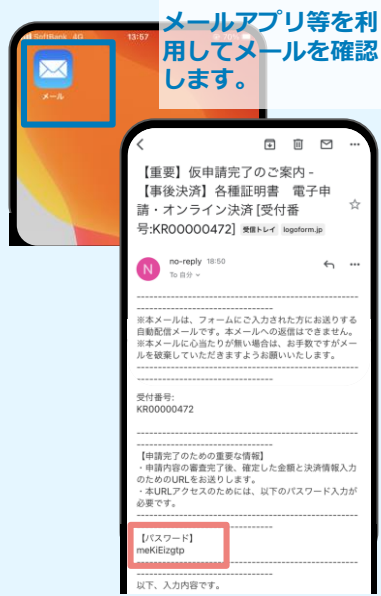 メールアプリ等を利
用してメールを確認
します。
SoftBank 4G
13:57
70%
メール
【重要】仮申請完了のご案内 -
【事後決済】各種証明書　電子申
請・オンライン決済 [受付番
号:KR00000472] 受信トレイ logoform.jp
N
no-reply 18:50
To 自分
------------------------------------------------------
--------------------------------
※本メールは、フォームにご入力された方にお送りする
自動配信メールです。本メールへの返信はできません。
※本メールに心当たりが無い場合は、お手数ですがメー
ルを破棄していただきますようお願いいたします。
------------------------------------------------------
--------------------------------
受付番号:
KR00000472
------------------------------------------------------
--------------------------------
【申請完了のための重要な情報】
・申請内容の審査完了後、確定した金額と決済情報入力
のためのURLをお送りします。
・本URLアクセスのためには、以下のパスワード入力が
必要です。
------------------------------------------------------
--------------------------------
【パスワード】
meKiEizgtp
------------------------------------------------------
--------------------------------
以下、入力内容です。